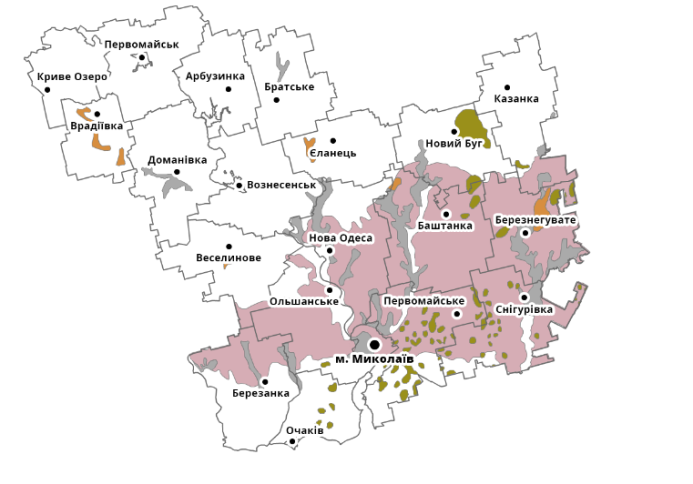 Первомайськ
Криве Озеро
Арбузинка
Братське
Казанка
Врадіївка
Новий Буг
Єланець
Доманівка
Вознесенськ
Баштанка
Березнегувате
Нова Одеса
Веселинове
Ольшанське
Первомайське
Снігурівка
м. Миколаїв
Березанка
Очаків